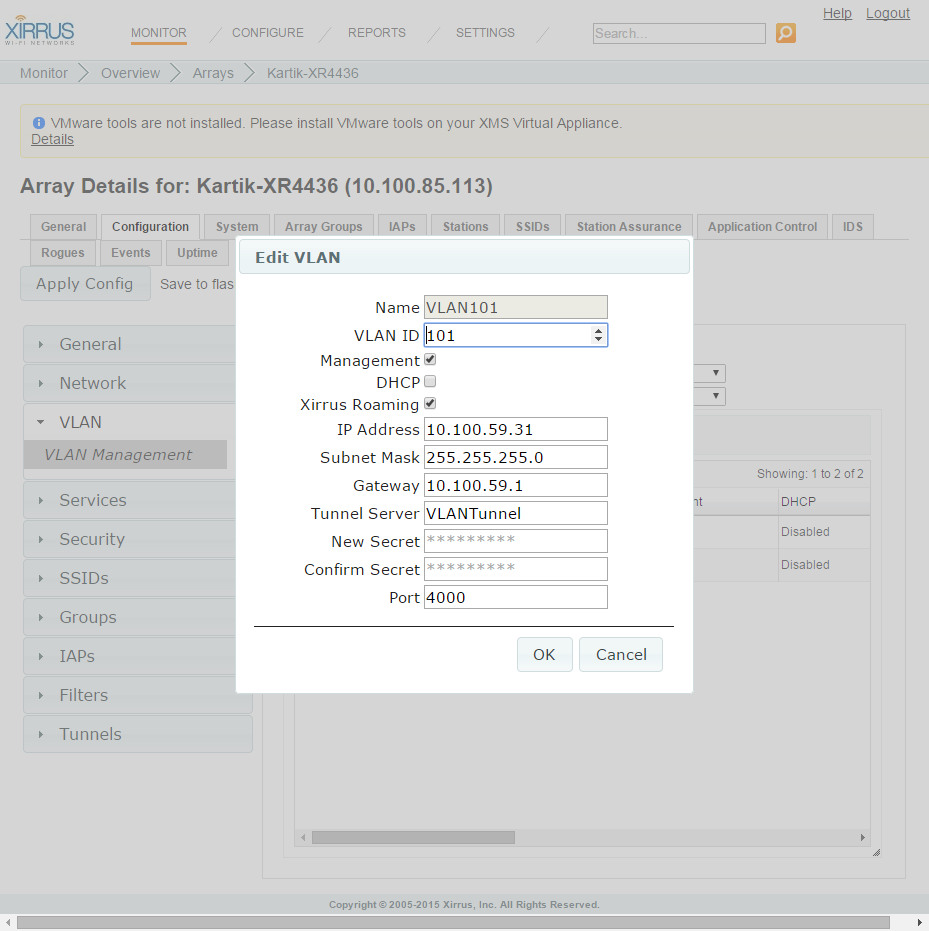 XIRRUS
WI-FI NETWORKS
MONITOR CONFIGURE REPORTS SETTINGS
Search...
Help Logout
Monitor Overview Arrays Kartik-XR4436
VMware tools are not installed. Please install VMware tools on your XMS Virtual Appliance.
Details
Array Details for: Kartik-XR4436 (10.100.85.113)
General Configuration System Array Groups IAPs Stations SSIDs Station Assurance Application Control IDS
Rogues Events Uptime
Apply Config Save to flas
Edit VLAN
Name VLAN101
VLAN ID 101
Management
DHCP
Xirrus Roaming
IP Address 10.100.59.31
Subnet Mask 255.255.255.0
Gateway 10.100.59.1
Tunnel Server VLANTunnel
New Secret *********
Confirm Secret *********
Port 4000
OK Cancel
General
Network
VLAN
VLAN Management
Services
Security
SSIDs
Groups
IAPs
Filters
Tunnels
Showing: 1 to 2 of 2
nt DHCP
Disabled
Disabled
Copyright © 2005-2015 Xirrus, Inc. All Rights Reserved.